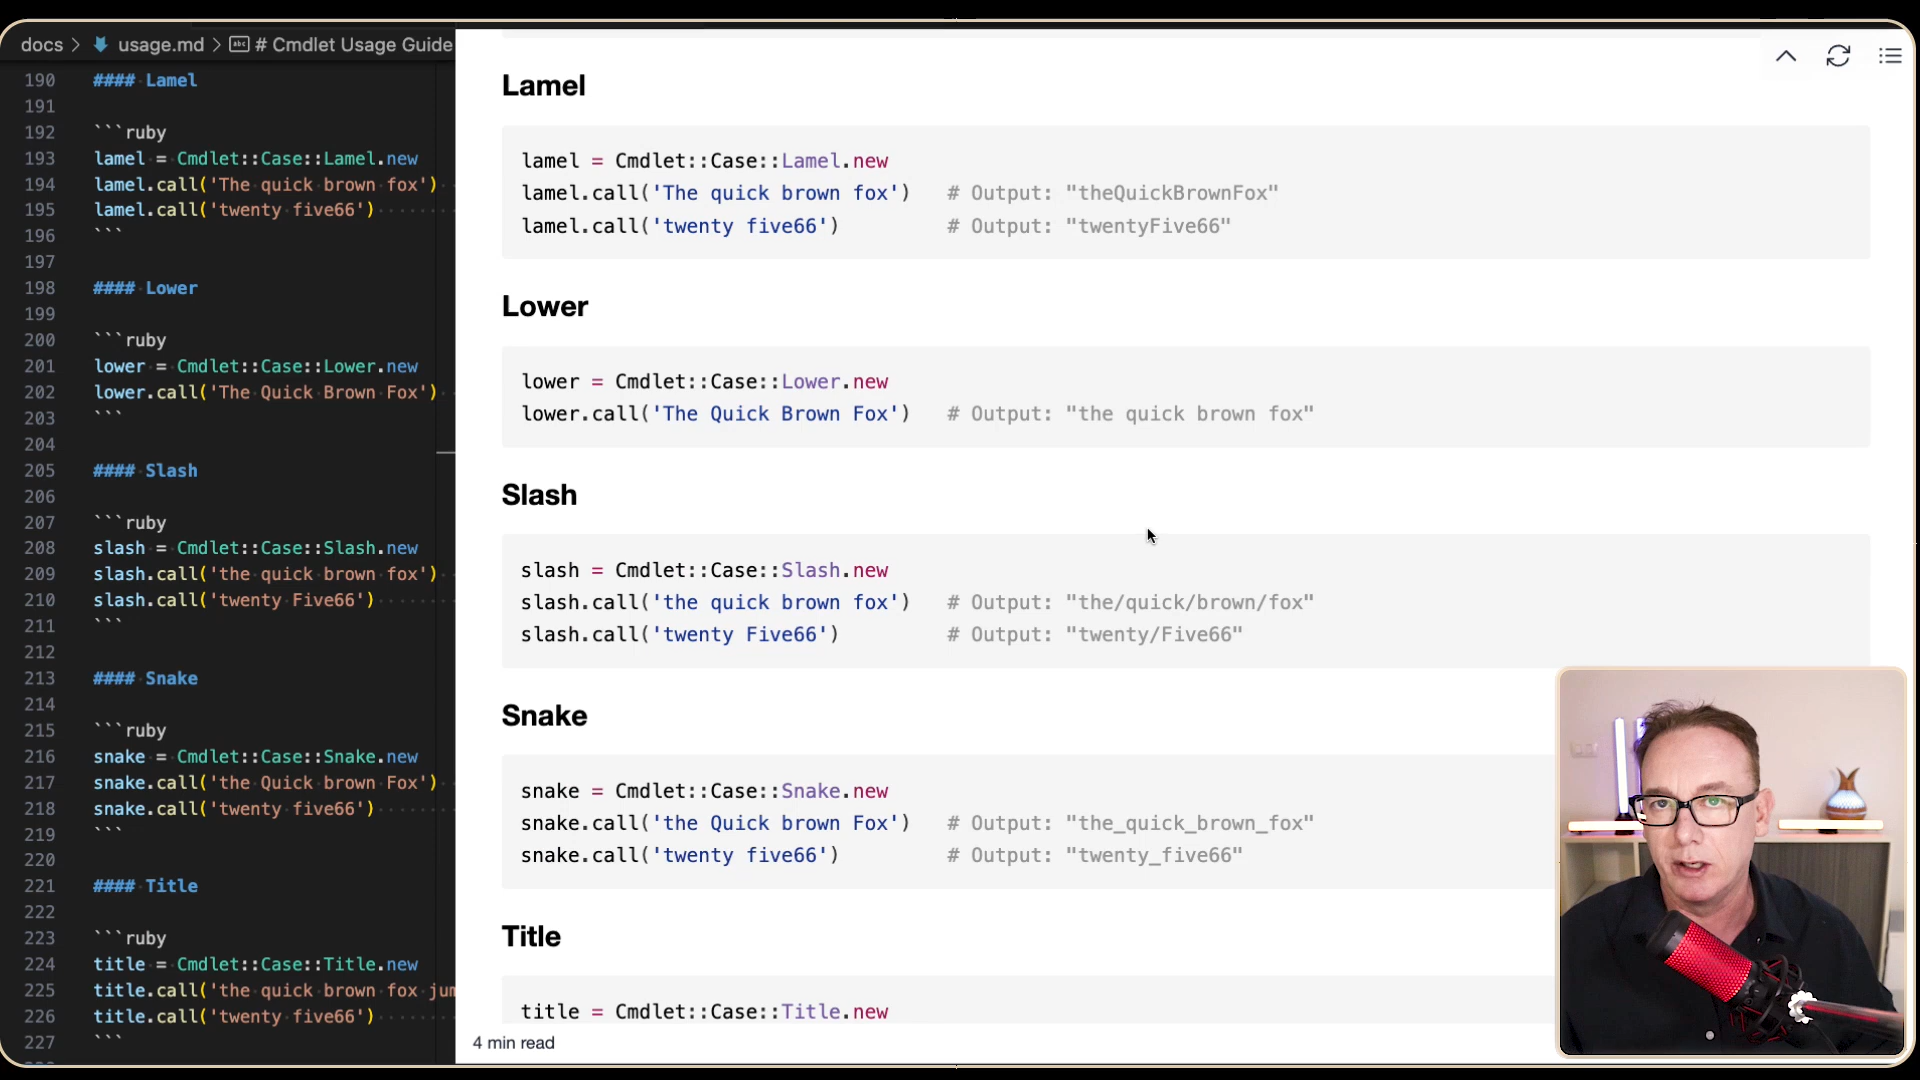 docs > usage.md > # Cmdlet Usage Guide
190 #### Lamel
191
192 ```ruby
193 lamel = Cmdlet::Case::Lamel.new
194 lamel.call('The quick brown fox')
195 lamel.call('twenty five66')
196 ```
197
198 #### Lower
199
200 ```ruby
201 lower = Cmdlet::Case::Lower.new
202 lower.call('The Quick Brown Fox')
203 ```
204
205 #### Slash
206
207 ```ruby
208 slash = Cmdlet::Case::Slash.new
209 slash.call('the quick brown fox')
210 slash.call('twenty Five66')
211 ```
212
213 #### Snake
214
215 ```ruby
216 snake = Cmdlet::Case::Snake.new
217 snake.call('the Quick brown Fox')
218 snake.call('twenty five66')
219 ```
220
221 #### Title
222
223 ```ruby
224 title = Cmdlet::Case::Title.new
225 title.call('the quick brown fox jum
226 title.call('twenty five66')
227 ```
Lamel
lamel = Cmdlet::Case::Lamel.new
lamel.call('The quick brown fox')   # Output: "theQuickBrownFox"
lamel.call('twenty five66')         # Output: "twentyFive66"
Lower
lower = Cmdlet::Case::Lower.new
lower.call('The Quick Brown Fox')   # Output: "the quick brown fox"
Slash
slash = Cmdlet::Case::Slash.new
slash.call('the quick brown fox')   # Output: "the/quick/brown/fox"
slash.call('twenty Five66')         # Output: "twenty/Five66"
Snake
snake = Cmdlet::Case::Snake.new
snake.call('the Quick brown Fox')   # Output: "the_quick_brown_fox"
snake.call('twenty five66')         # Output: "twenty_five66"
Title
title = Cmdlet::Case::Title.new
4 min read